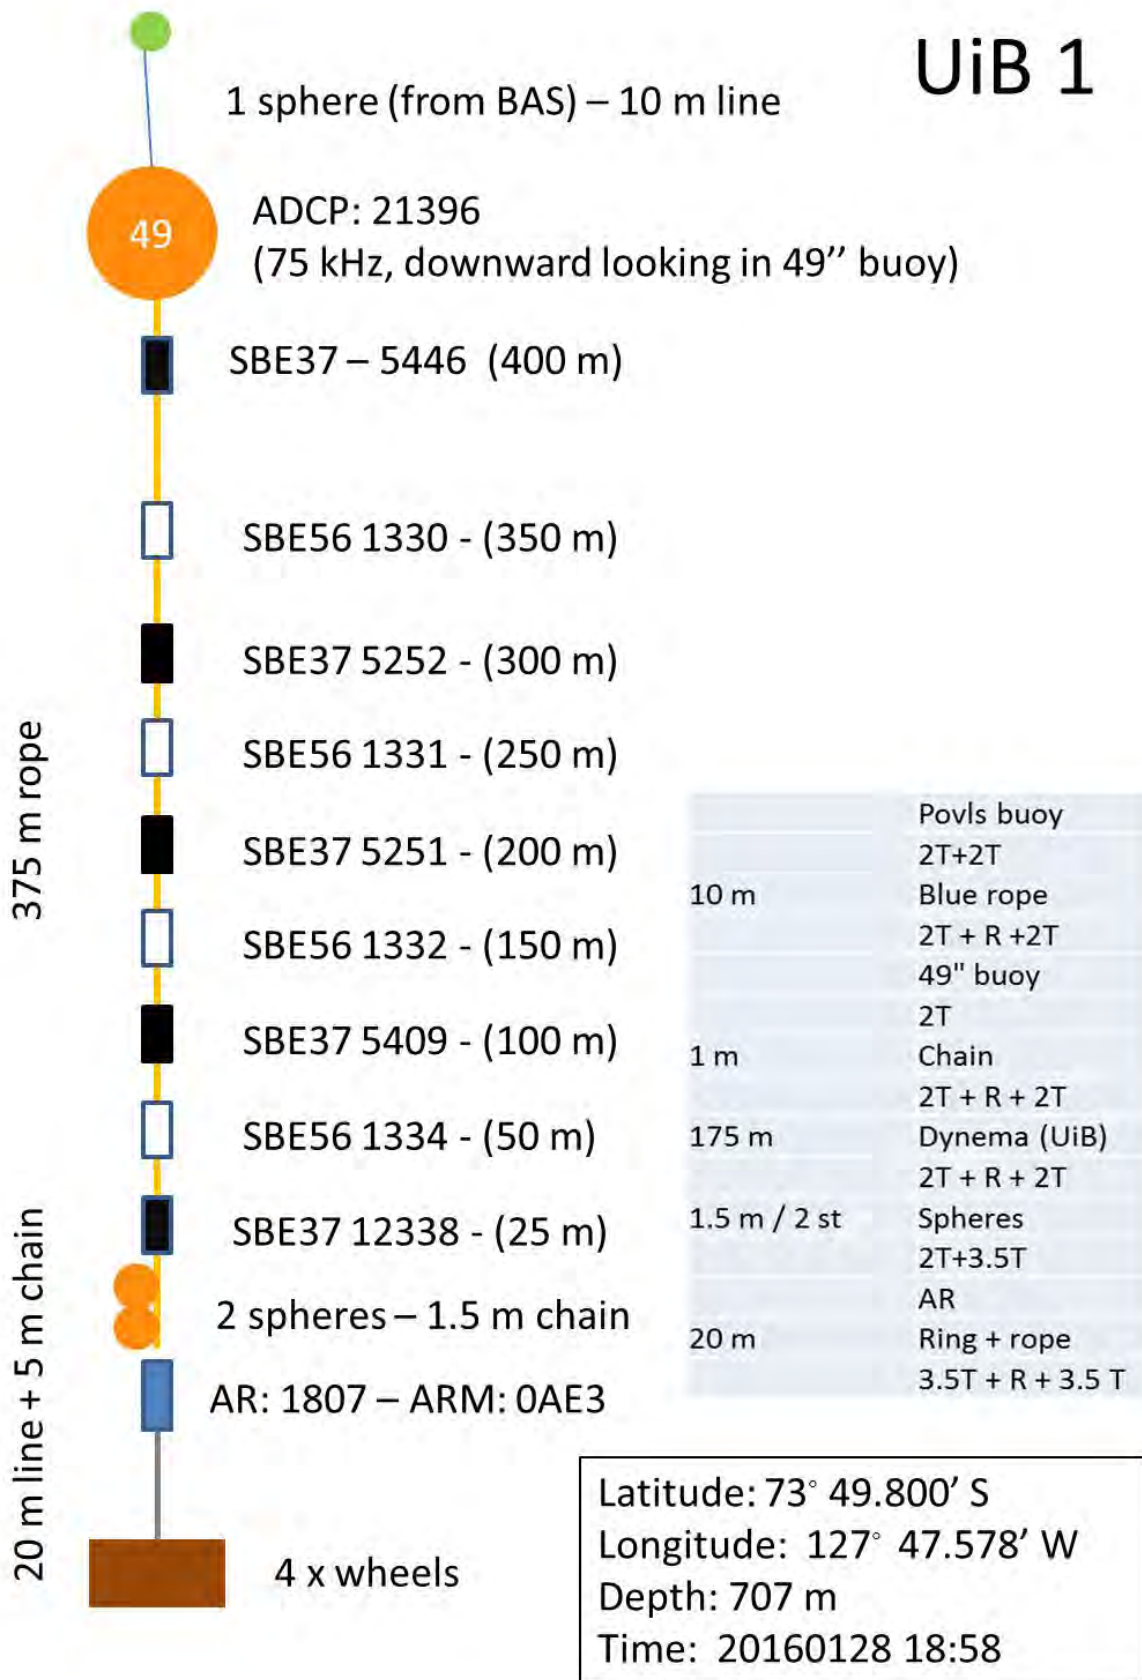 UiB 1
1 sphere (from BAS) – 10 m line
49
ADCP: 21396
(75 kHz, downward looking in 49’’ buoy)
SBE37 – 5446 (400 m)
SBE56 1330 - (350 m)
SBE37 5252 - (300 m)
SBE56 1331 - (250 m)
SBE37 5251 - (200 m)
SBE56 1332 - (150 m)
SBE37 5409 - (100 m)
SBE56 1334 - (50 m)
SBE37 12338 - (25 m)
2 spheres – 1.5 m chain
AR: 1807 – ARM: 0AE3
4 x wheels
375 m rope
20 m line + 5 m chain
Povls buoy
2T+2T
10 m Blue rope
2T + R +2T
49" buoy
2T
1 m Chain
2T + R + 2T
175 m Dynema (UiB)
2T + R + 2T
1.5 m / 2 st Spheres
2T+3.5T
AR
20 m Ring + rope
3.5T + R + 3.5 T
Latitude: 73° 49.800’ S
Longitude: 127° 47.578’ W
Depth: 707 m
Time: 20160128 18:58